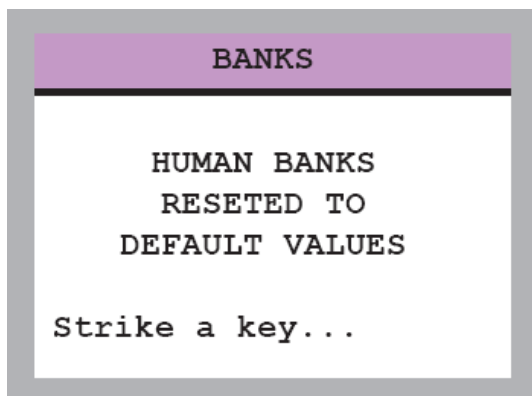 BANKS
HUMAN BANKS
RESETED TO
DEFAULT VALUES
Strike a key...